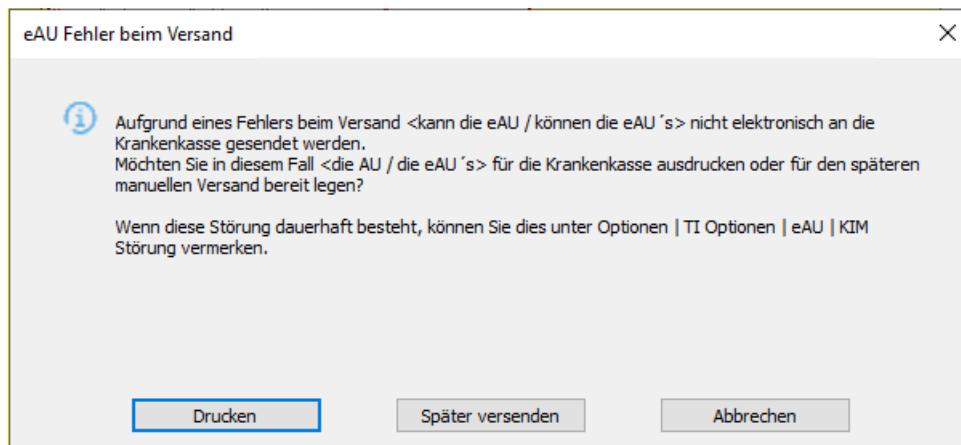 eAU Fehler beim Versand
Aufgrund eines Fehlers beim Versand <kann die eAU / können die eAU ´s> nicht elektronisch an die
Krankenkasse gesendet werden.
Möchten Sie in diesem Fall <die AU / die eAU ´s> für die Krankenkasse ausdrucken oder für den späteren
manuellen Versand bereit legen?
Wenn diese Störung dauerhaft besteht, können Sie dies unter Optionen | TI Optionen | eAU | KIM
Störung vermerken.
Drucken
Später versenden
Abbrechen